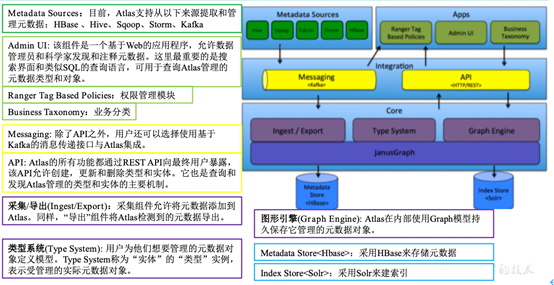 Metadata Sources: 目前，Atlas支持从以下来源提取和管
理元数据：HBase 、Hive、Sqoop、Storm、Kafka
Admin UI: 该组件是一个基于Web的应用程序，允许数据
管理员和科学家发现和注释元数据。这里最重要的是搜
索界面和类似SQL的查询语言，可用于查询Atlas管理的
元数据类型和对象。
Ranger Tag Based Policies：权限管理模块
Business Taxonomy：业务分类
Messaging: 除了API之外，用户还可以选择使用基于
Kafka的消息传递接口与Atlas集成。
API: Atlas的所有功能都通过REST API向最终用户暴露，
该API允许创建，更新和删除类型和实体。它也是查询和
发现Atlas管理的类型和实体的主要机制。
采集/导出(Ingest/Export)：采集组件允许将元数据添加到
Atlas。同样，“导出”组件将Atlas检测到的元数据导出。
类型系统(Type System): 用户为他们想要管理的元数据对
象定义模型。Type System称为“实体”的“类型”实例，
表示受管理的实际元数据对象。
Metadata Sources
Hive
Sqoop
Kafka
Apps
Ranger Tag
Based Policies
Admin UI
Business
Taxonomy
Integration
Messaging
<Kafka>
API
<HTTP/REST>
Core
Ingest / Export
Type System
Graph Engine
JanusGraph
Metadata
Store
<HBase>
Index Store
<Solr>
图形引擎(Graph Engine): Atlas在内部使用Graph模型持
久保存它管理的元数据对象。
Metadata Store<Hbase>：采用HBase来存储元数据
Index Store<Solr>：采用Solr来建索引
的技术